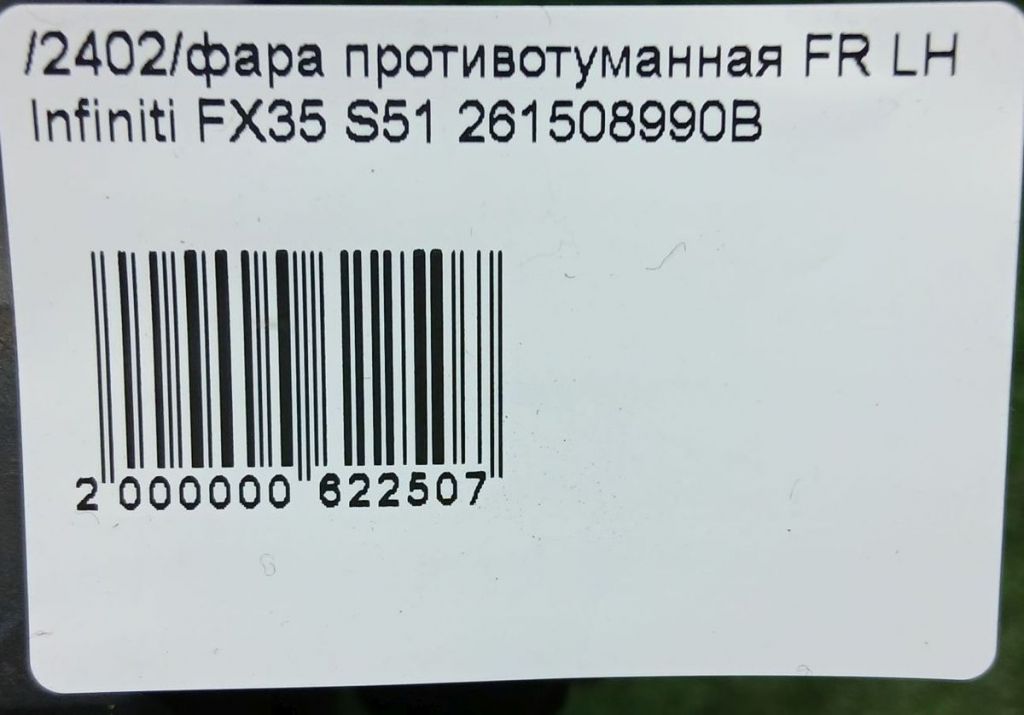 /2402/фара противотуманная FR LH
Infiniti FX35 S51 261508990B
2 000000 622507